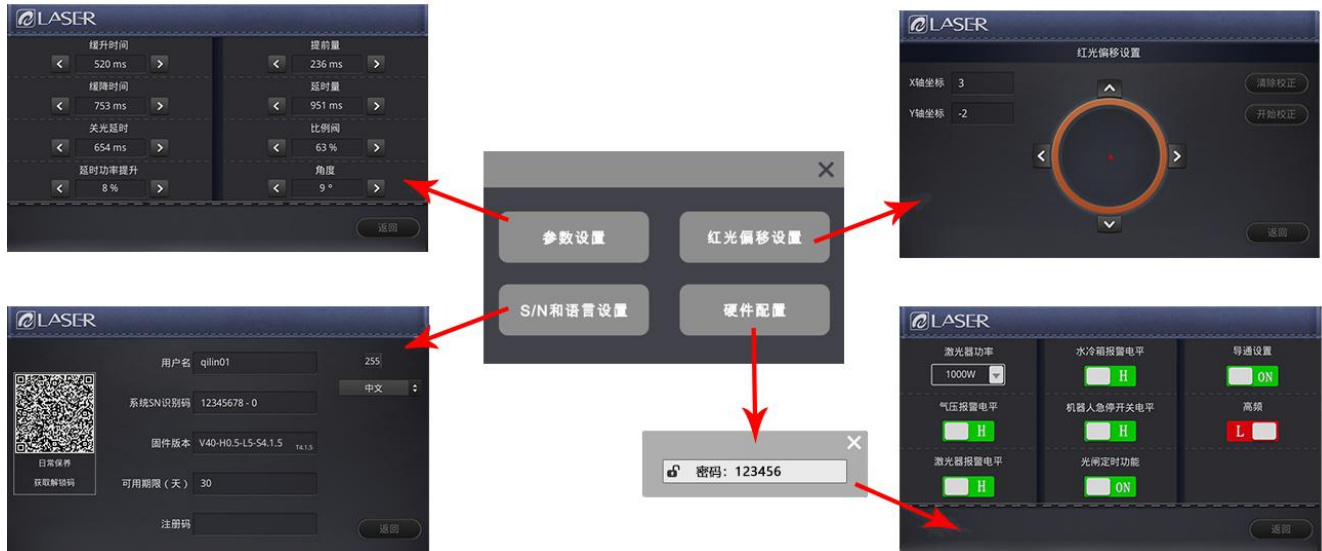 LASER
缓升时间
520 ms
提前量
236 ms
缓降时间
753 ms
延时量
951 ms
关光延时
654 ms
比例阀
63 %
延时功率提升
8 %
角度
9 °
返回
LASER
红光偏移设置
X轴坐标 3
清除校正
Y轴坐标 -2
开始校正
返回
参数设置
红光偏移设置
S/N和语言设置
硬件配置
LASER
用户名 qilin01
255
中文
系统SN识别码 12345678 - 0
固件版本 V40-H0.5-L5-S4.1.5 T4.1.5
日常保养
获取解锁码
可用期限（天） 30
注册码
返回
密码：123456
LASER
激光器功率
1000W
水冷箱报警电平
H
导通设置
ON
气压报警电平
H
机器人急停开关电平
H
高频
L
激光器报警电平
H
光闸定时功能
ON
返回